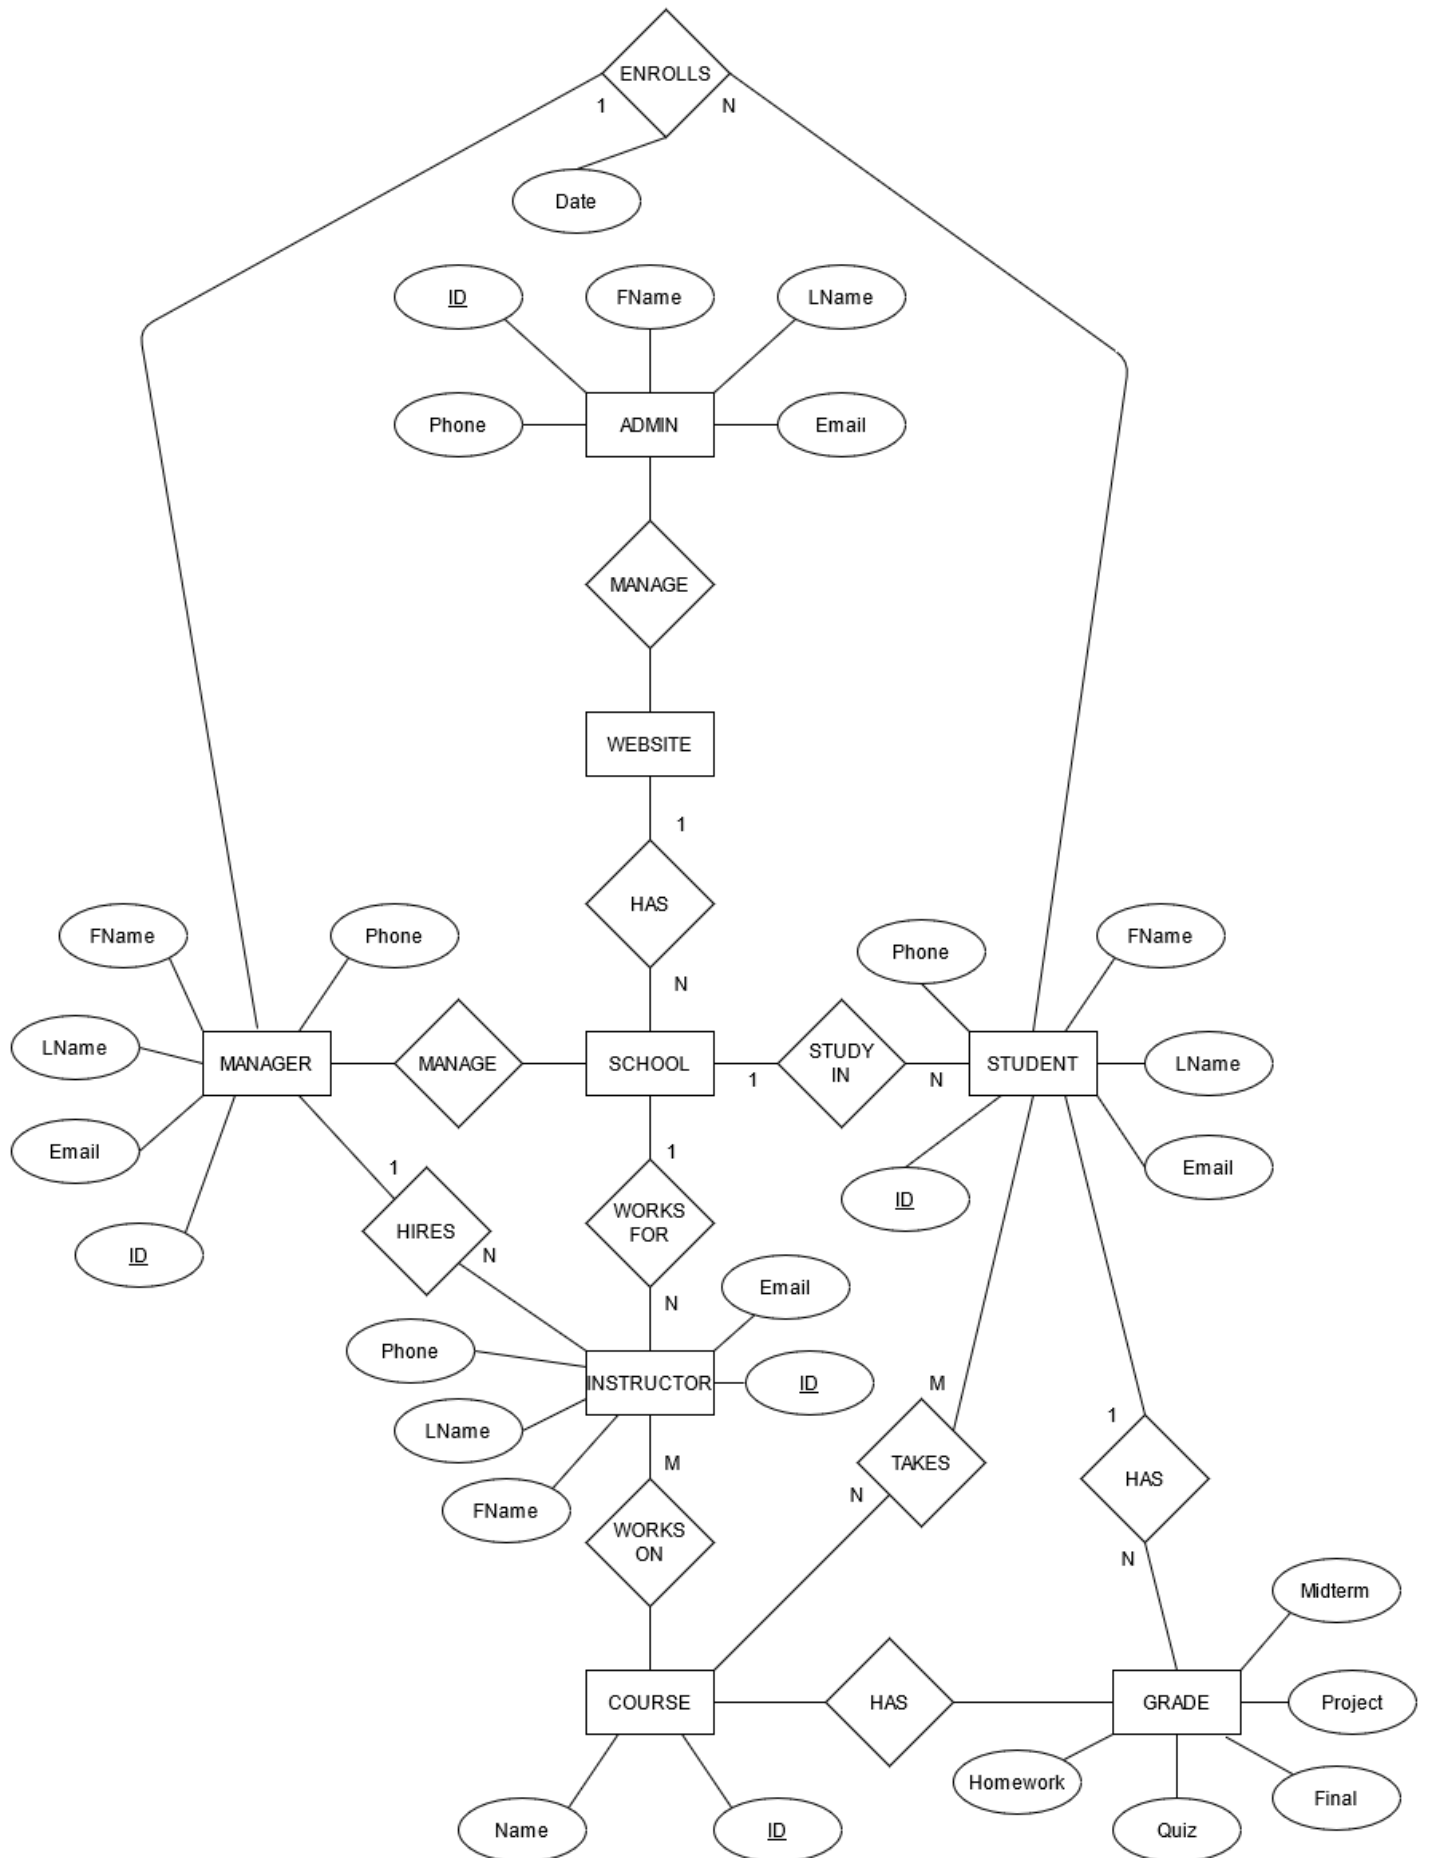 ENROLLS
1
N
Date
ID
FName
LName
Phone
ADMIN
Email
MANAGE
WEBSITE
1
HAS
N
FName
Phone
LName
MANAGER
MANAGE
SCHOOL
1
STUDY
IN
N
STUDENT
Phone
FName
LName
Email
ID
Email
ID
1
HIRES
N
1
WORKS
FOR
N
Email
Phone
INSTRUCTOR
ID
LName
FName
M
WORKS
ON
M
TAKES
N
1
HAS
N
Midterm
COURSE
HAS
GRADE
Project
Homework
Final
Name
ID
Quiz